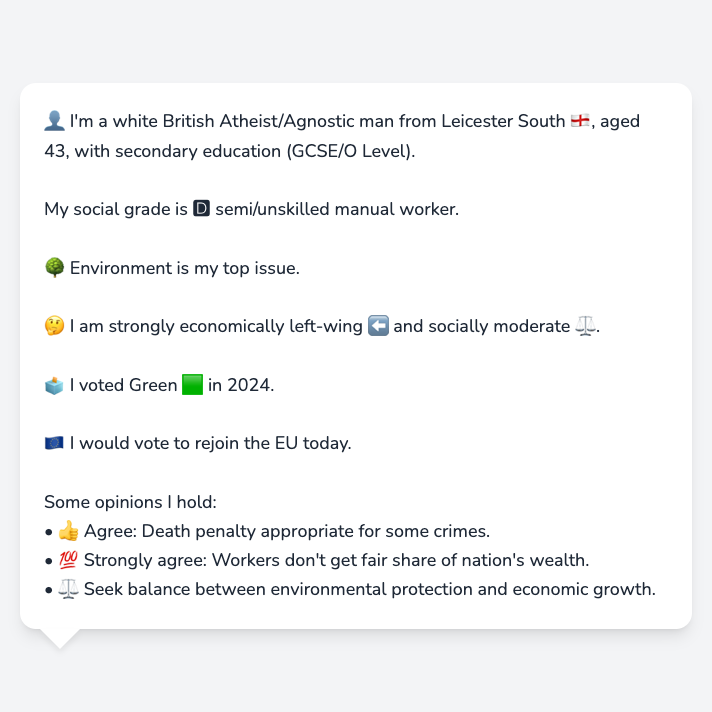 👤 I'm a white British Atheist/Agnostic man from Leicester South 🏴󠁧󠁢󠁥󠁮󠁧󠁿, aged
43, with secondary education (GCSE/O Level).
My social grade is 🅳 semi/unskilled manual worker.
🌳 Environment is my top issue.
🤔 I am strongly economically left-wing ⬅️ and socially moderate ⚖️.
🗳️ I voted Green 🟩 in 2024.
🇪🇺 I would vote to rejoin the EU today.
Some opinions I hold:
• 👍 Agree: Death penalty appropriate for some crimes.
• 💯 Strongly agree: Workers don't get fair share of nation's wealth.
• ⚖️ Seek balance between environmental protection and economic growth.